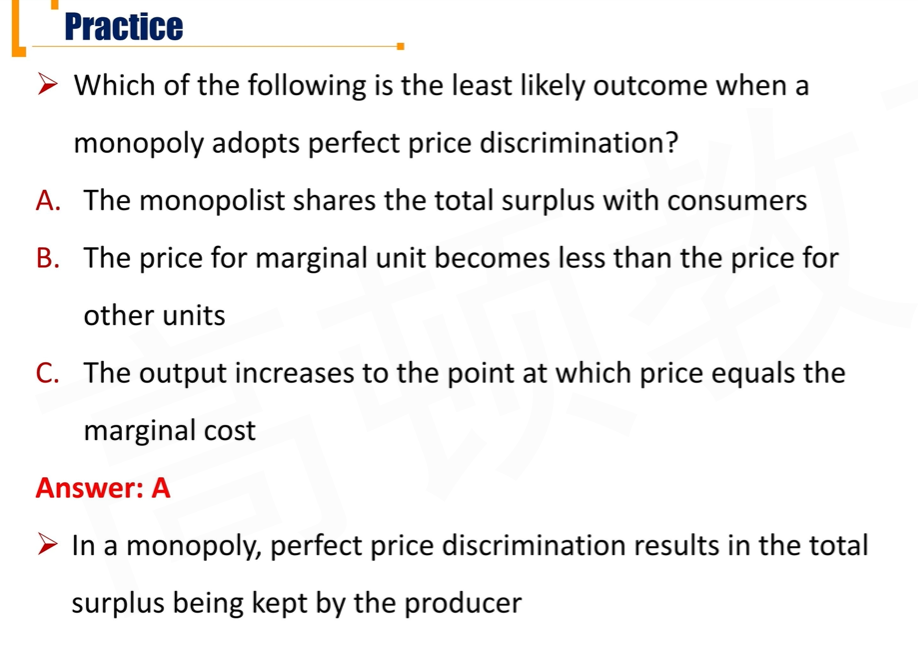 Practice
➢ Which of the following is the least likely outcome when a
monopoly adopts perfect price discrimination?
A. The monopolist shares the total surplus with consumers
B. The price for marginal unit becomes less than the price for
other units
C. The output increases to the point at which price equals the
marginal cost
Answer: A
➢ In a monopoly, perfect price discrimination results in the total
surplus being kept by the producer
高顿教